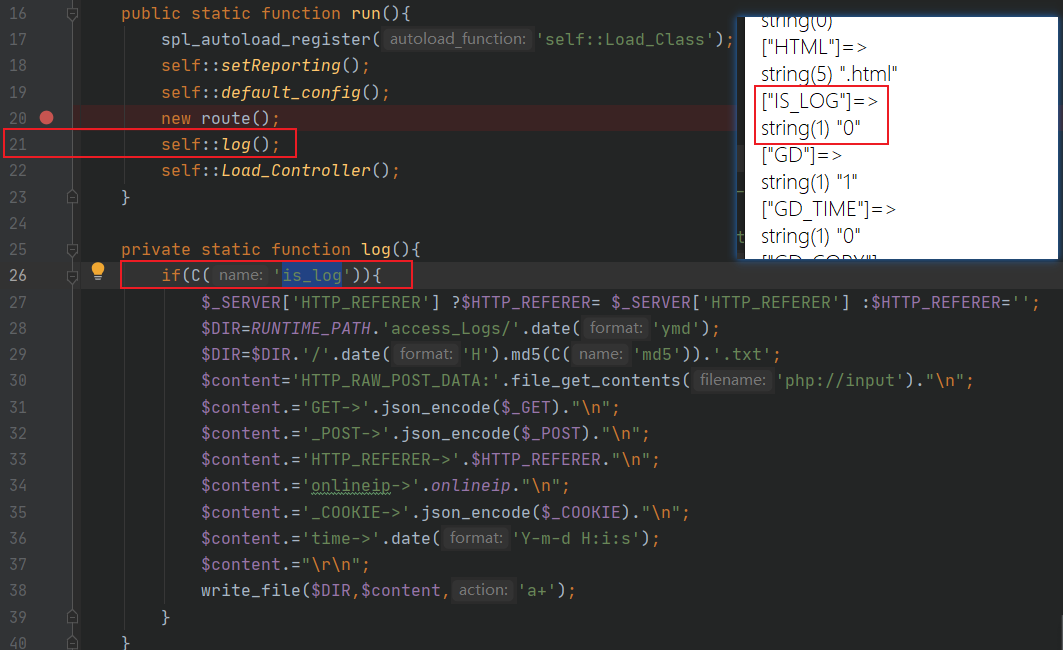 16 public static function run(){
17 spl_autoload_register( autoload_function: 'self::Load_Class');
18 self::setReporting();
19 self::default_config();
20 new route();
21 self::log();
22 self::Load_Controller();
23 }
24
25 private static function log(){
26 if(C( name: 'is_log')){
27 $_SERVER['HTTP_REFERER'] ?$HTTP_REFERER= $_SERVER['HTTP_REFERER'] :$HTTP_REFERER='';
28 $DIR=RUNTIME_PATH.'access_Logs/'.date( format: 'ymd');
29 $DIR=$DIR.'/'.date( format: 'H').md5(C( name: 'md5')).'.txt';
30 $content='HTTP_RAW_POST_DATA:'.file_get_contents( filename: 'php://input')."\n";
31 $content.='GET->'.json_encode($_GET)."\n";
32 $content.='_POST->'.json_encode($_POST)."\n";
33 $content.='HTTP_REFERER->'.$HTTP_REFERER."\n";
34 $content.='onlineip->'.onlineip."\n";
35 $content.='_COOKIE->'.json_encode($_COOKIE)."\n";
36 $content.='time->'.date( format: 'Y-m-d H:i:s');
37 $content.="\r\n";
38 write_file($DIR,$content, action: 'a+');
39 }
40 }
string(0)
["HTML"]=>
string(5) ".html"
["IS_LOG"]=>
string(1) "0"
["GD"]=>
string(1) "1"
["GD_TIME"]=>
string(1) "0"
["GD_COPY"]